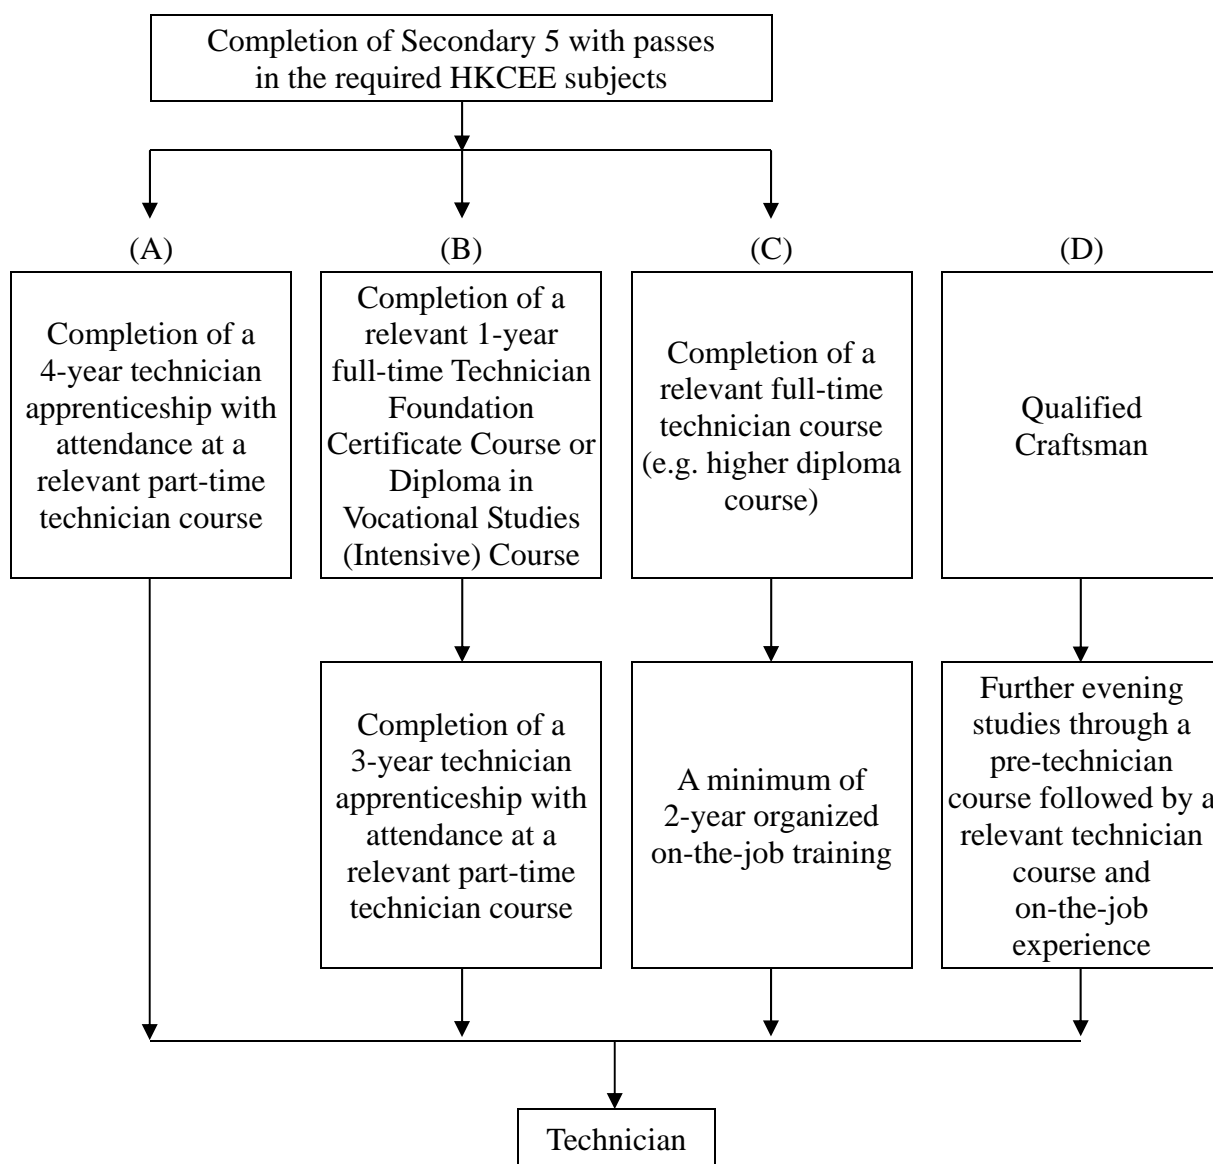 Completion of Secondary 5 with passes
in the required HKCEE subjects
(A)
(B)
(C)
(D)
Completion of a
4-year technician
apprenticeship with
attendance at a
relevant part-time
technician course
Completion of a
relevant 1-year
full-time Technician
Foundation
Certificate Course or
Diploma in
Vocational Studies
(Intensive) Course
Completion of a
relevant full-time
technician course
(e.g. higher diploma
course)
Qualified
Craftsman
Completion of a
3-year technician
apprenticeship with
attendance at a
relevant part-time
technician course
A minimum of
2-year organized
on-the-job training
Further evening
studies through a
pre-technician
course followed by a
relevant technician
course and
on-the-job
experience
Technician